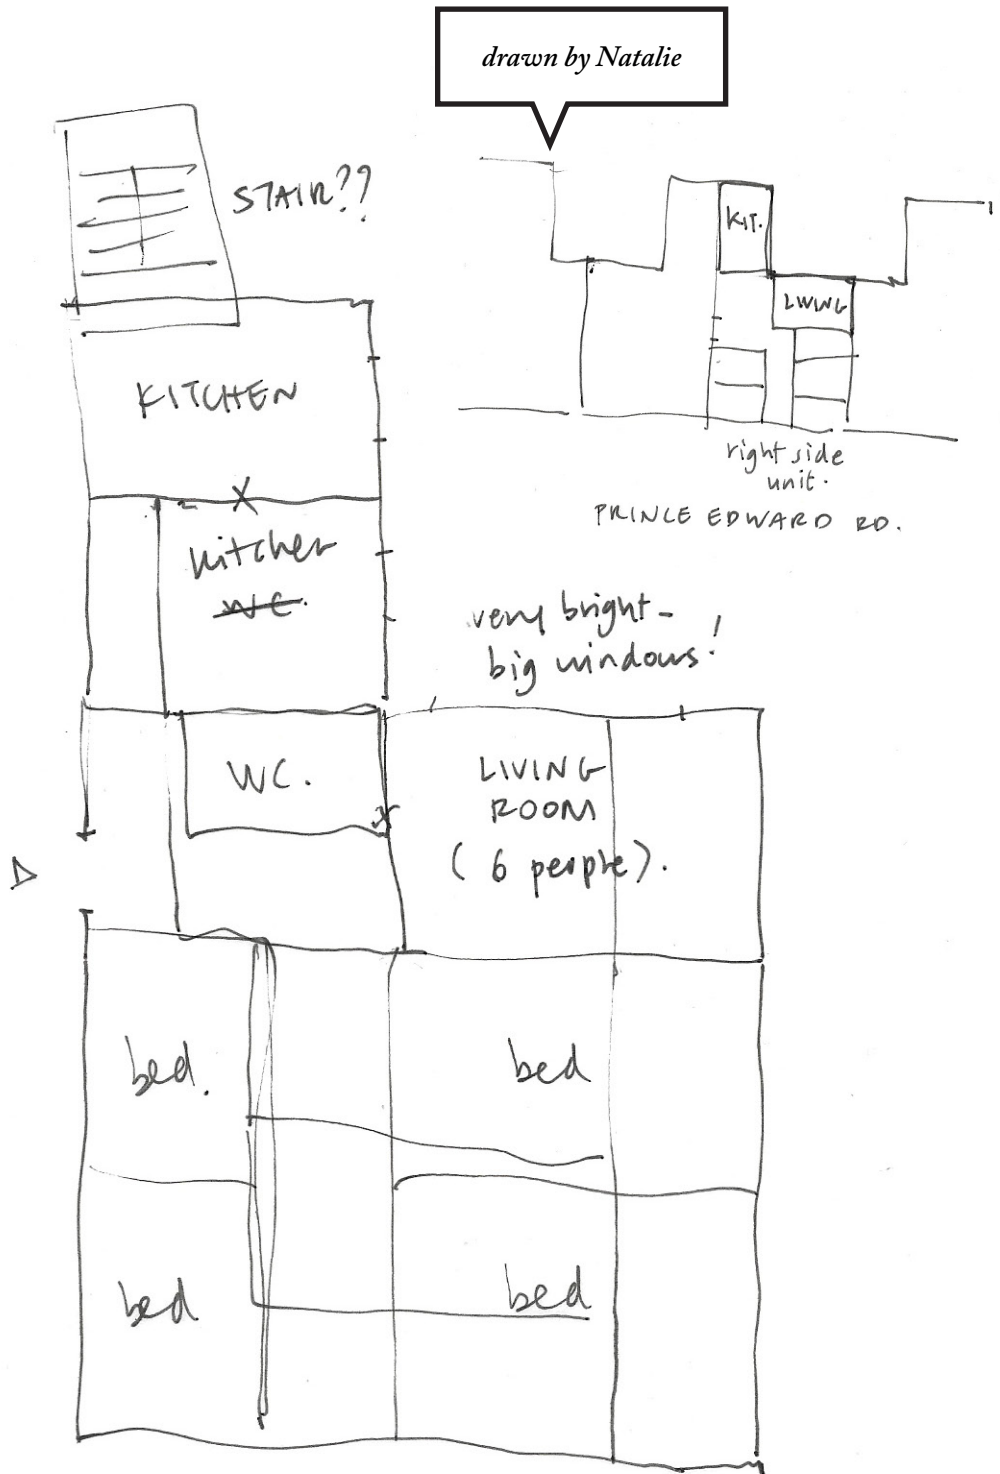 drawn by Natalie
STAIR??
KIT.
LIVING
right side
unit.
PRINCE EDWARD RD.
KITCHEN
kitchen
WC.
very bright-
big windows!
WC.
LIVING
ROOM
( 6 people).
bed.
bed
bed
bed